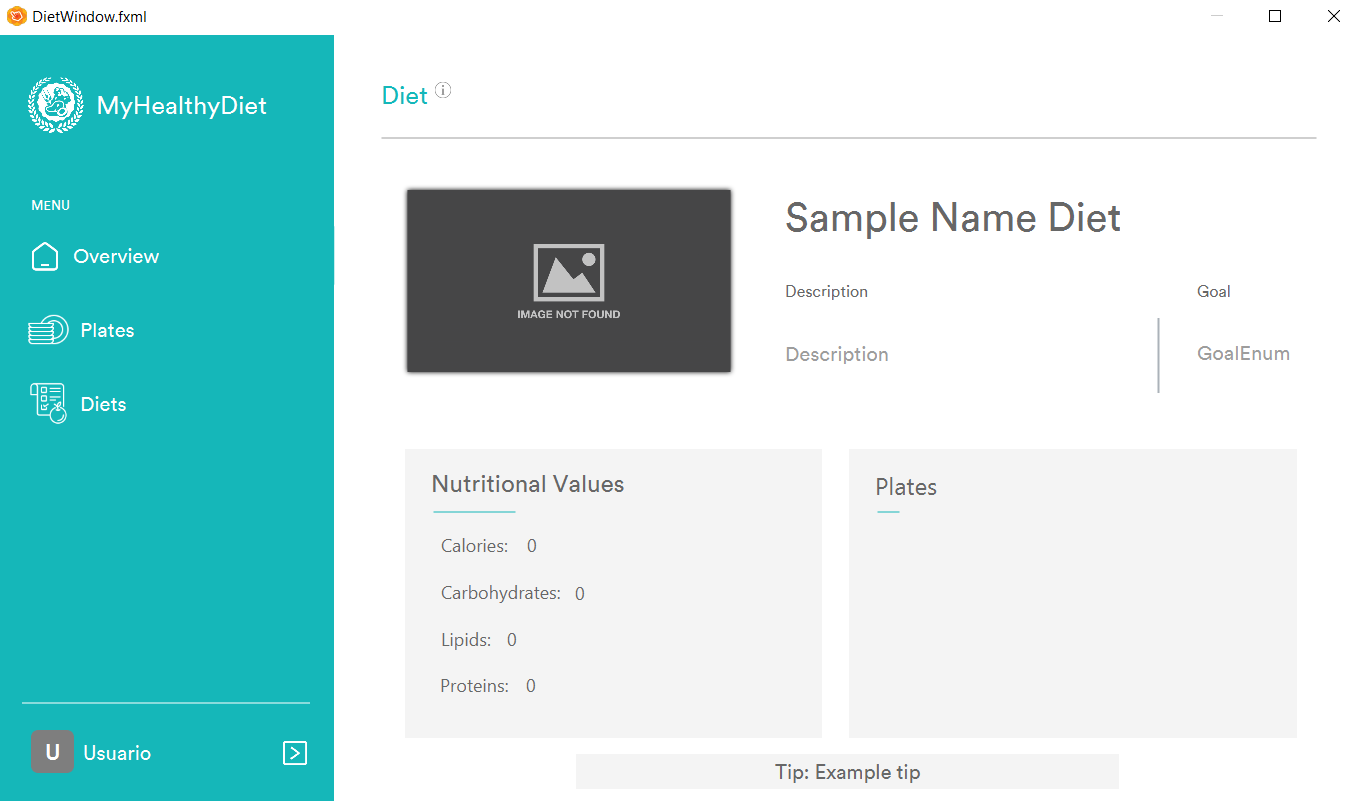 DietWindow.fxml
MyHealthyDiet
MENU
Overview
Plates
Diets
U Usuario
Diet
IMAGE NOT FOUND
Sample Name Diet
Description
Description
Goal
GoalEnum
Nutritional Values
Calories: 0
Carbohydrates: 0
Lipids: 0
Proteins: 0
Plates
Tip: Example tip